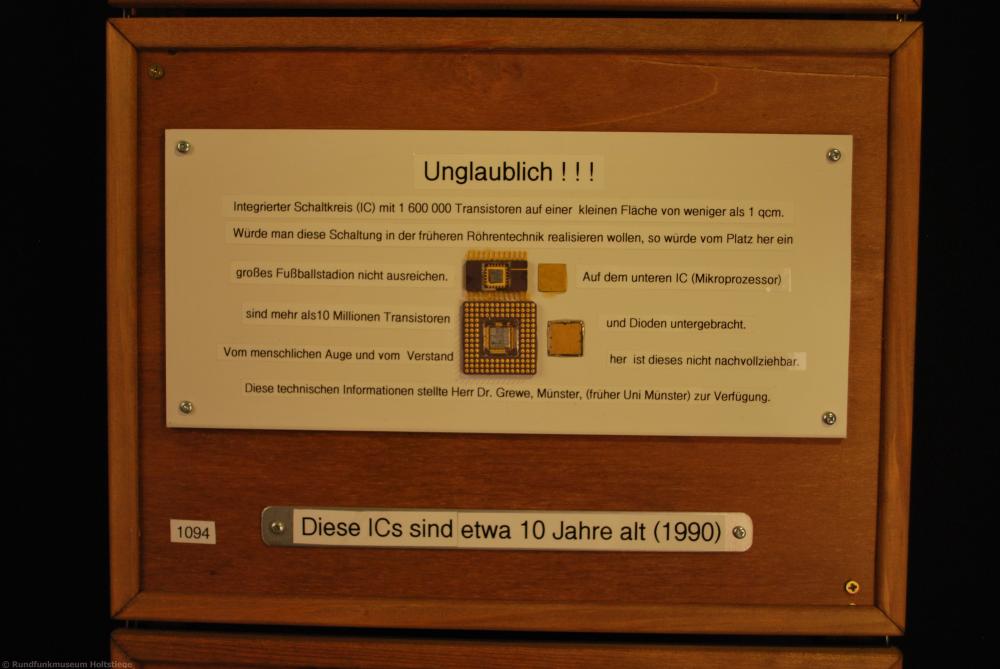 Unglaublich ! ! !
Integrierter Schaltkreis (IC) mit 1 600 000 Transistoren auf einer kleinen Fläche von weniger als 1 qcm.
Würde man diese Schaltung in der früheren Röhrentechnik realisieren wollen, so würde vom Platz her ein
großes Fußballstadion nicht ausreichen. Auf dem unteren IC (Mikroprozessor)
sind mehr als10 Millionen Transistoren und Dioden untergebracht.
Vom menschlichen Auge und vom Verstand her ist dieses nicht nachvollziehbar.
Diese technischen Informationen stellte Herr Dr. Grewe, Münster, (früher Uni Münster) zur Verfügung.
1094
Diese ICs sind etwa 10 Jahre alt (1990)
© Rundfunkmuseum Holtstiege